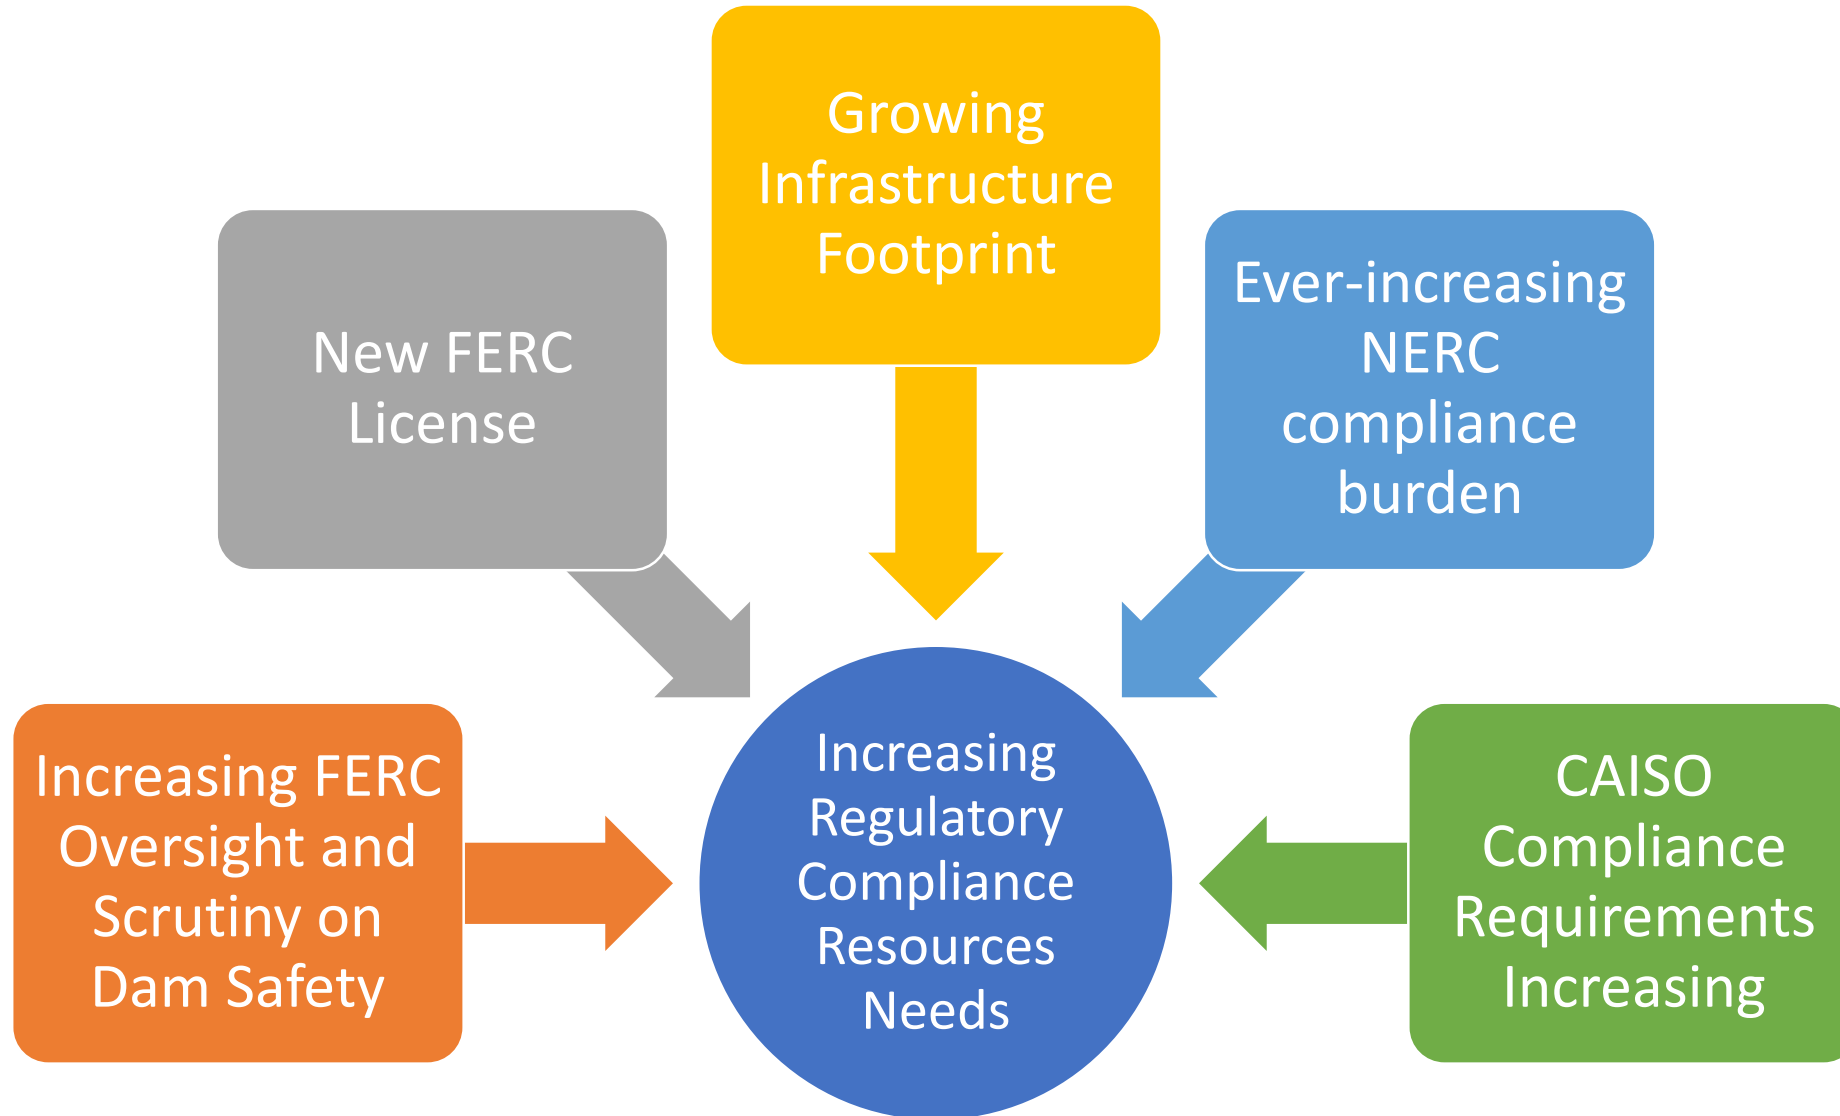 Growing
Infrastructure
Footprint
New FERC
License
Ever-increasing
NERC
compliance
burden
Increasing FERC
Oversight and
Scrutiny on
Dam Safety
Increasing
Regulatory
Compliance
Resources
Needs
CAISO
Compliance
Requirements
Increasing